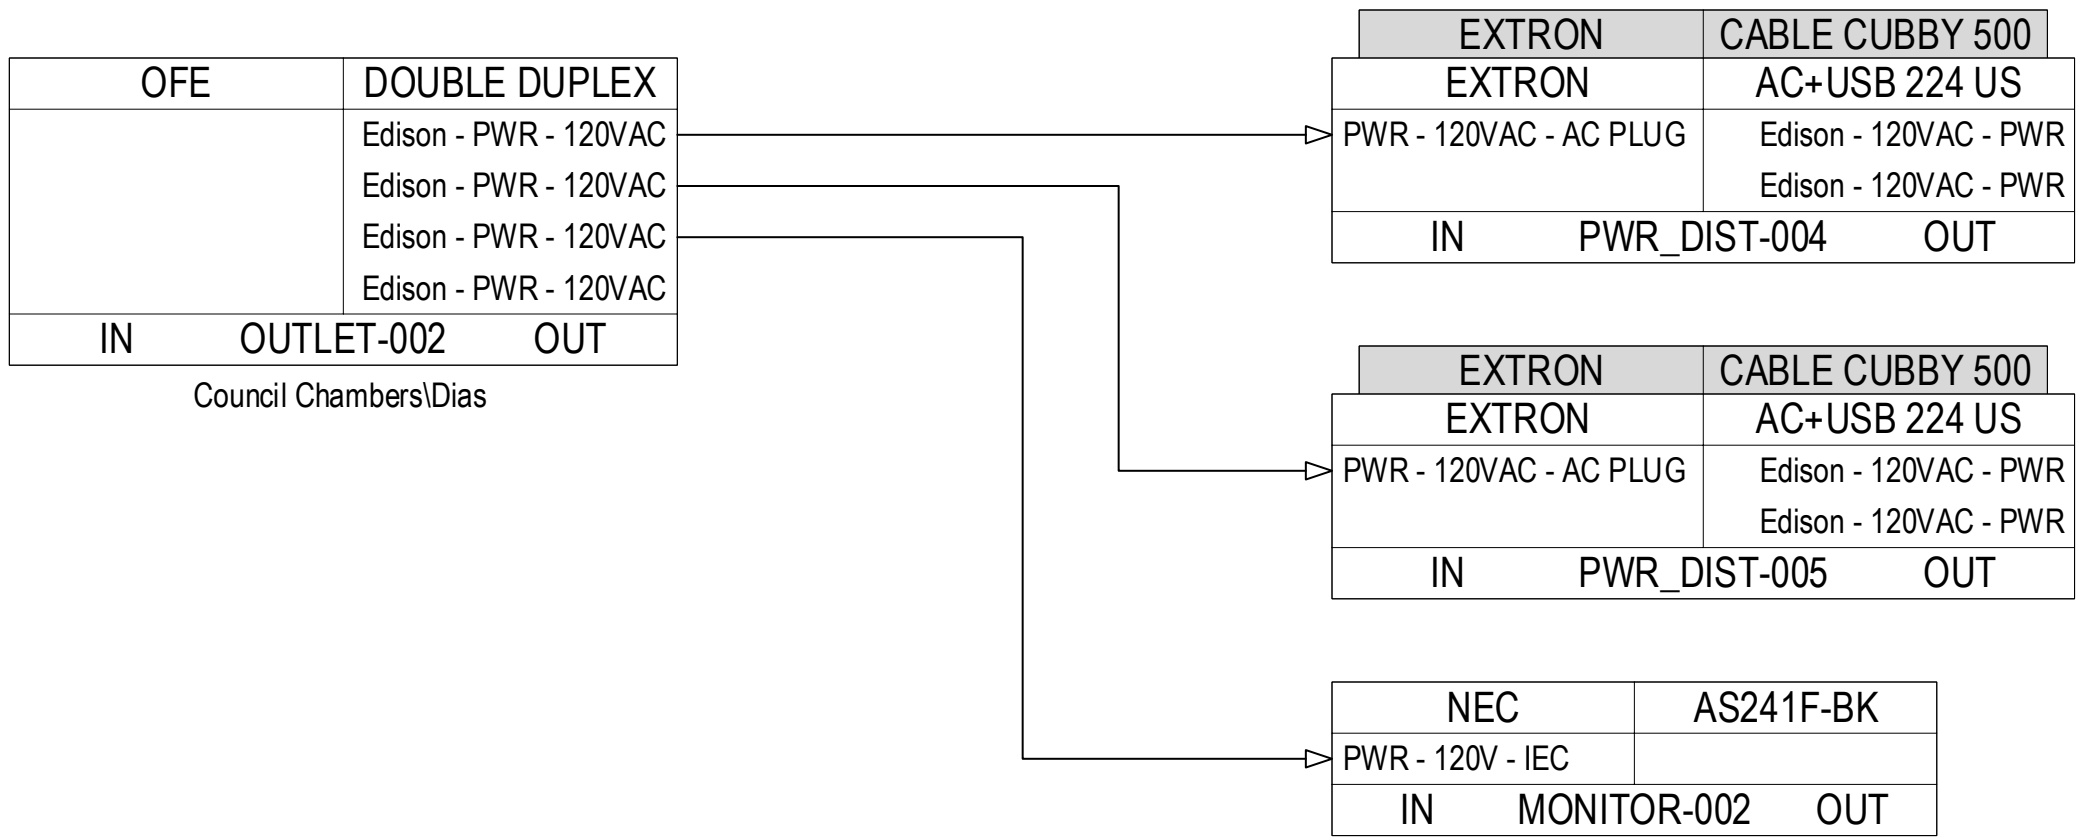 OFE DOUBLE DUPLEX
Edison - PWR - 120VAC
Edison - PWR - 120VAC
Edison - PWR - 120VAC
Edison - PWR - 120VAC
IN OUTLET-002 OUT
Council Chambers\Dias
EXTRON CABLE CUBBY 500
EXTRON AC+USB 224 US
PWR - 120VAC - AC PLUG Edison - 120VAC - PWR
Edison - 120VAC - PWR
IN PWR_DIST-004 OUT
EXTRON CABLE CUBBY 500
EXTRON AC+USB 224 US
PWR - 120VAC - AC PLUG Edison - 120VAC - PWR
Edison - 120VAC - PWR
IN PWR_DIST-005 OUT
NEC AS241F-BK
PWR - 120V - IEC
IN MONITOR-002 OUT